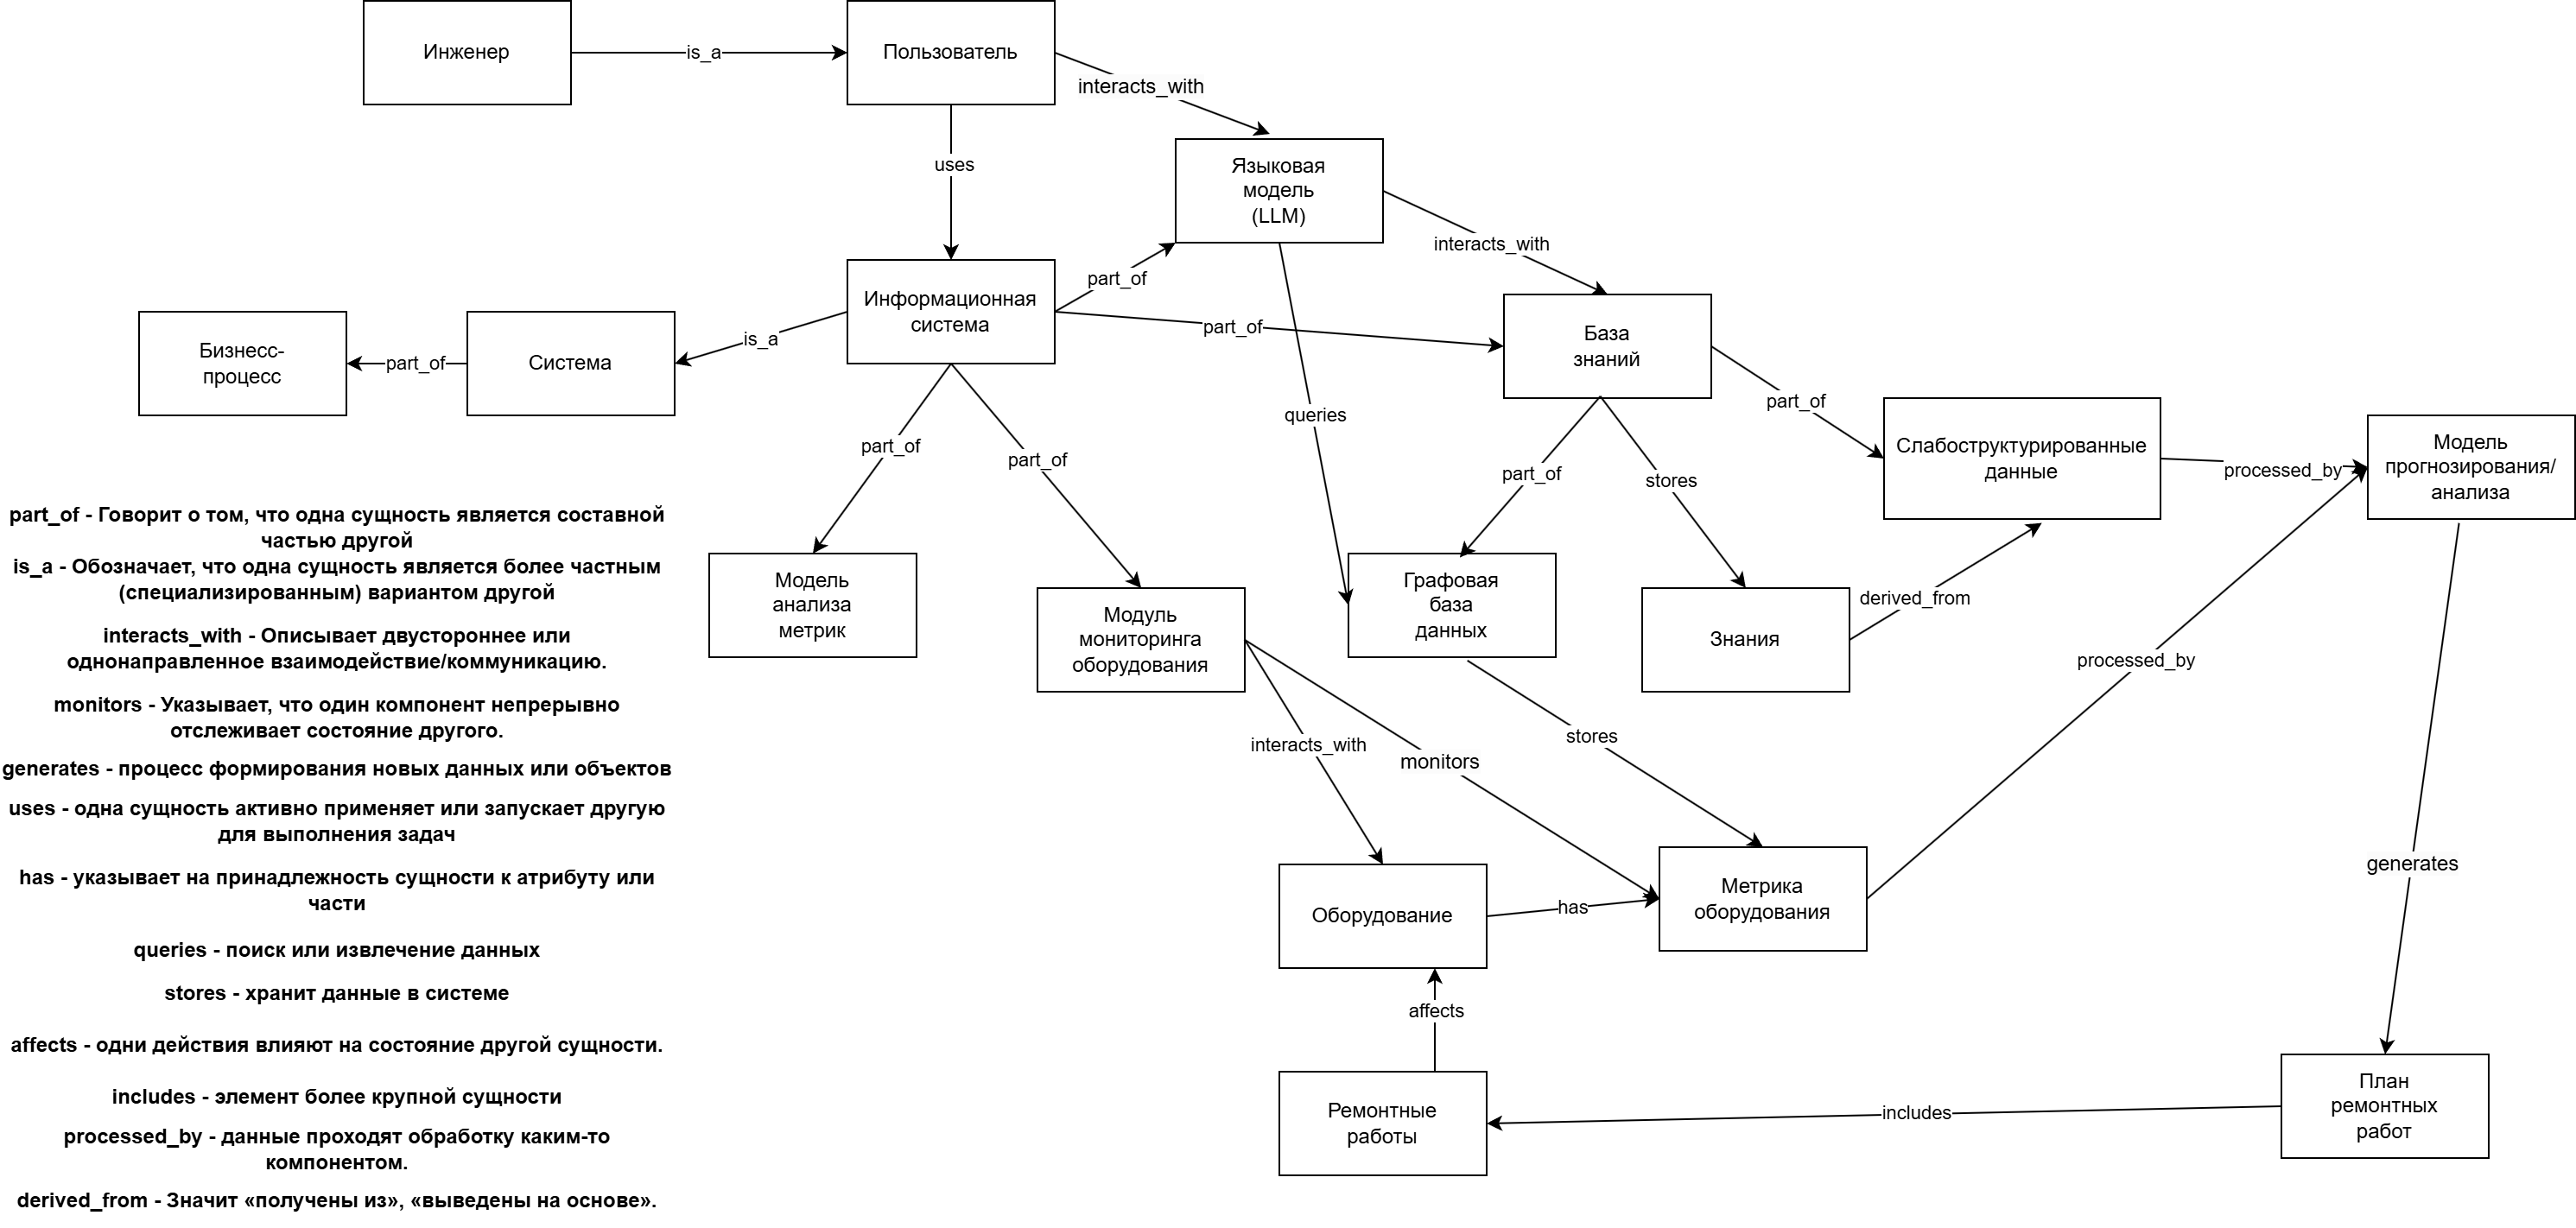 Инженер
is_a
Пользователь
interacts_with
uses
Языковая
модель
(LLM)
interacts_with
part_of
Информационная
система
part_of
База
знаний
is_a
Бизнесс-
процесс
part_of
Система
queries
part_of
Слабоструктурированные
данные
processed_by
Модель
прогнозирования/
анализа
part_of
part_of
part_of
stores
part_of - Говорит о том, что одна сущность является составной
частью другой
is_a - Обозначает, что одна сущность является более частным
(специализированным) вариантом другой
interacts_with - Описывает двустороннее или
однонаправленное взаимодействие/коммуникацию.
monitors - Указывает, что один компонент непрерывно
отслеживает состояние другого.
generates - процесс формирования новых данных или объектов
uses - одна сущность активно применяет или запускает другую
для выполнения задач
has - указывает на принадлежность сущности к атрибуту или
части
queries - поиск или извлечение данных
stores - хранит данные в системе
affects - одни действия влияют на состояние другой сущности.
includes - элемент более крупной сущности
processed_by - данные проходят обработку каким-то
компонентом.
derived_from - Значит «получены из», «выведены на основе».
Модель
анализа
метрик
Модуль
мониторинга
оборудования
Графовая
база
данных
Знания
derived_from
processed_by
interacts_with
monitors
stores
Оборудование
has
Метрика
оборудования
generates
affects
Ремонтные
работы
includes
План
ремонтных
работ